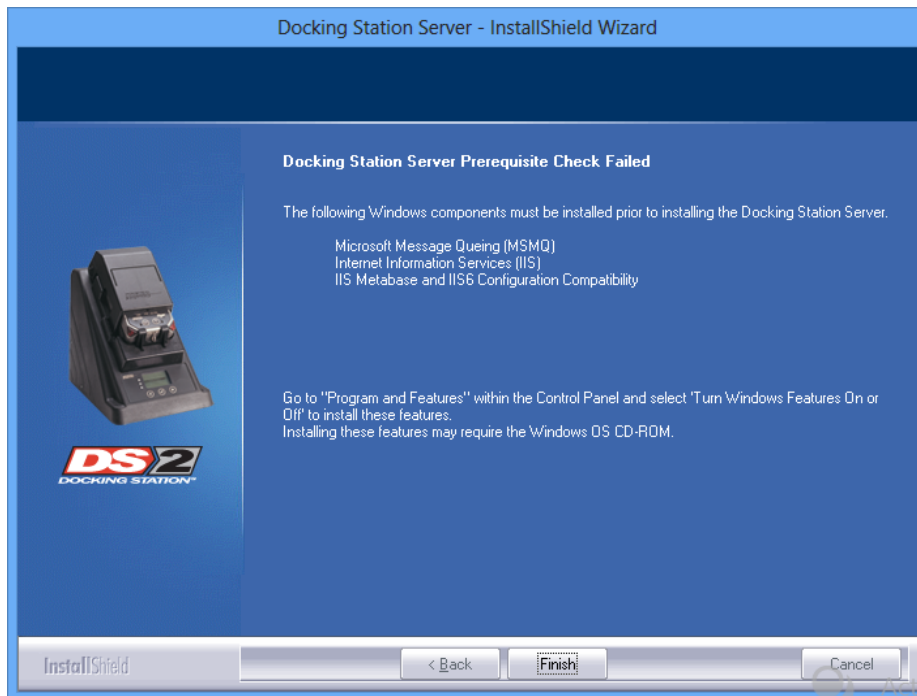 Docking Station Server - InstallShield Wizard
Docking Station Server Prerequisite Check Failed
The following Windows components must be installed prior to installing the Docking Station Server.
Microsoft Message Queing (MSMQ)
Internet Information Services (IIS)
IIS Metabase and IIS6 Configuration Compatibility
Go to "Program and Features" within the Control Panel and select 'Turn Windows Features On or
Off' to install these features.
Installing these features may require the Windows OS CD-ROM.
DS2
DOCKING STATION™
InstallShield
< Back
Finish
Cancel